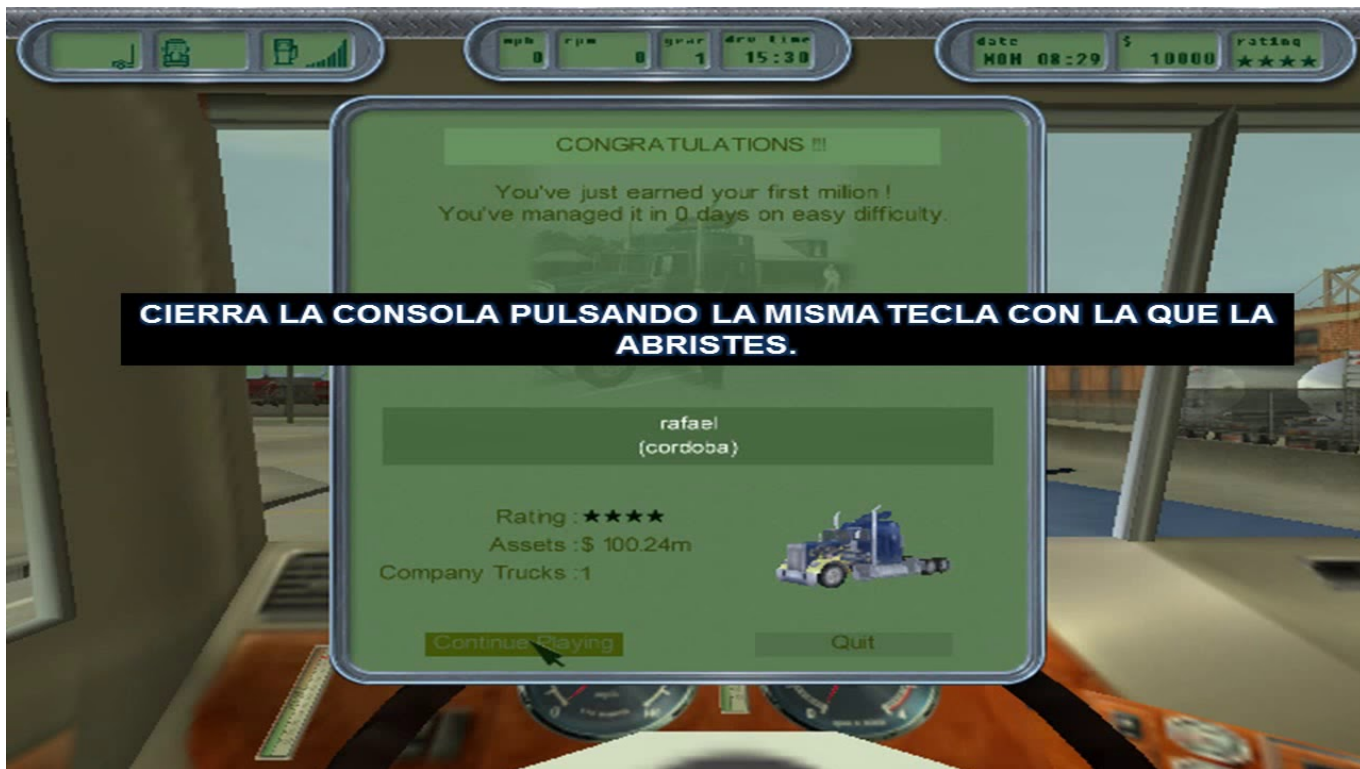 mph rpm gear drv time
0 0 1 15:30
date $ rating
MON 08:29 10000 ★★★★
CONGRATULATIONS !!!
You've just earned your first million !
You've managed it in 0 days on easy difficulty.
CIERRA LA CONSOLA PULSANDO LA MISMA TECLA CON LA QUE LA
ABRISTES.
rafael
(cordoba)
Rating : ★★★★
Assets : $ 100.24m
Company Trucks : 1
Continue Playing
Quit